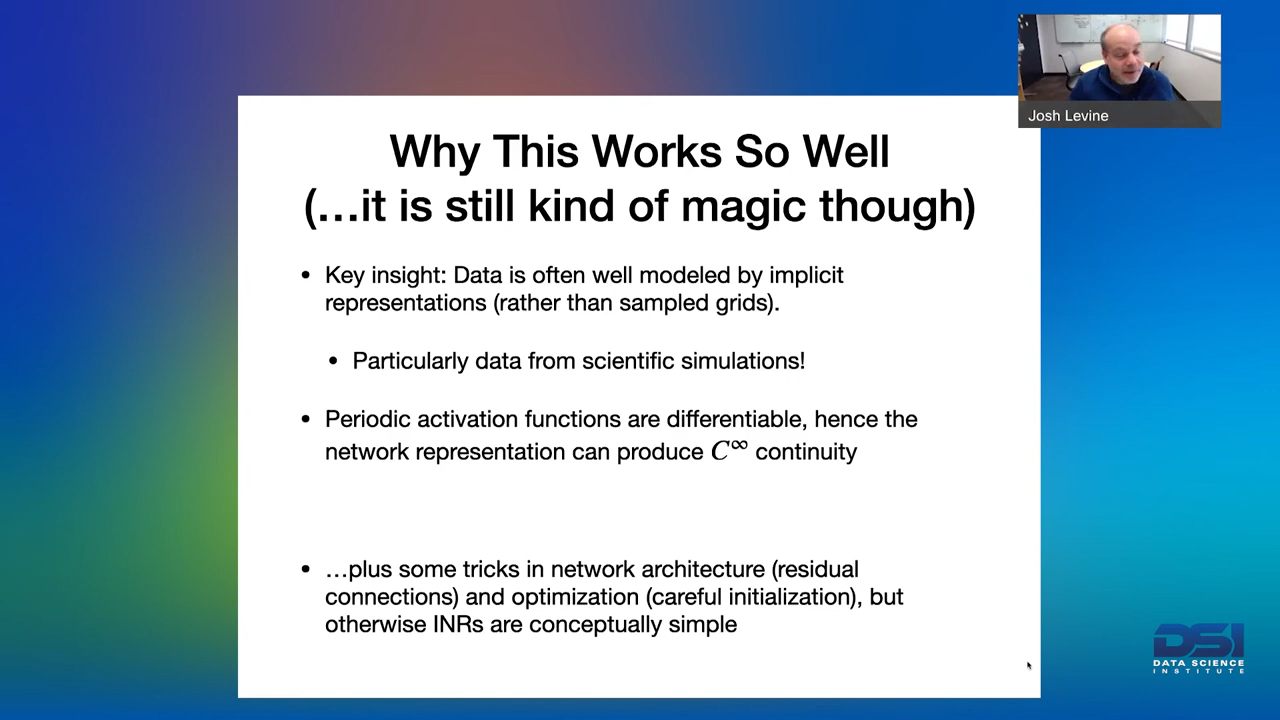 Josh Levine
Why This Works So Well
(…it is still kind of magic though)
• Key insight: Data is often well modeled by implicit
representations (rather than sampled grids).
• Particularly data from scientific simulations!
• Periodic activation functions are differentiable, hence the
network representation can produce C∞ continuity
• …plus some tricks in network architecture (residual
connections) and optimization (careful initialization), but
otherwise INRs are conceptually simple
DSI
DATA SCIENCE
INSTITUTE